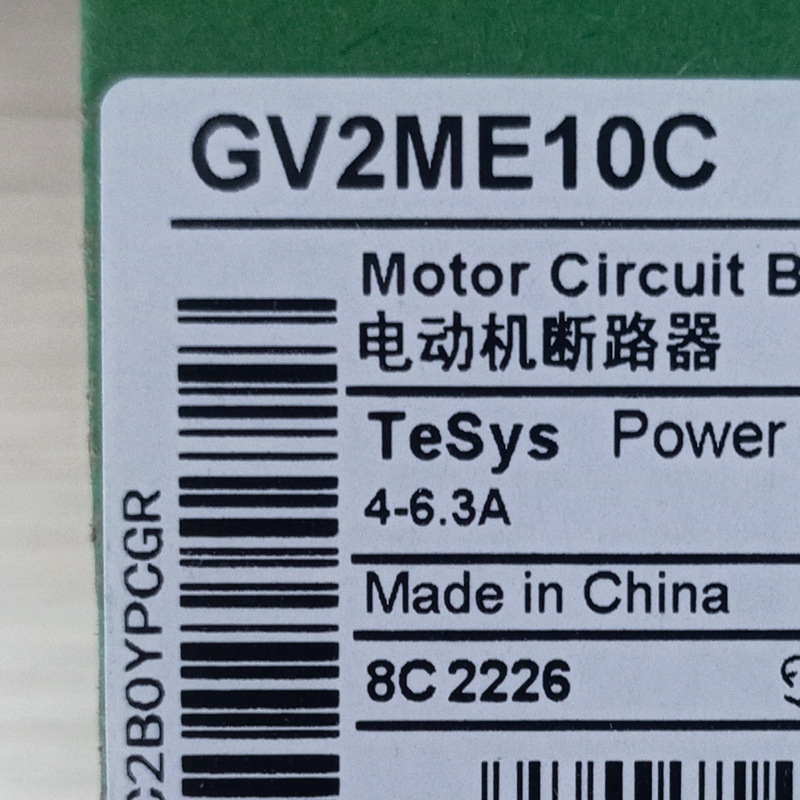 GV2ME10C
Motor Circuit B
电动机断路器
TeSys Power
4-6.3A
Made in China
8C 2226
C2B0YPCGR